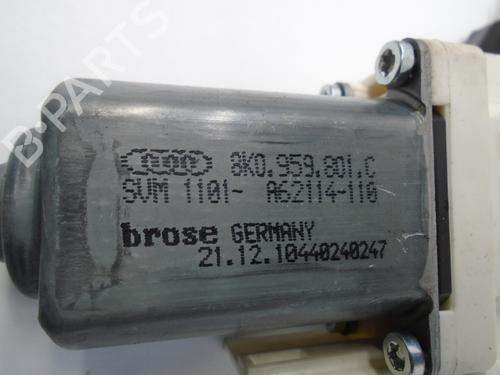 8K0.959.801.C
SVM 1101- A62114-110
brose GERMANY
21.12.10440240247
B-PARTS